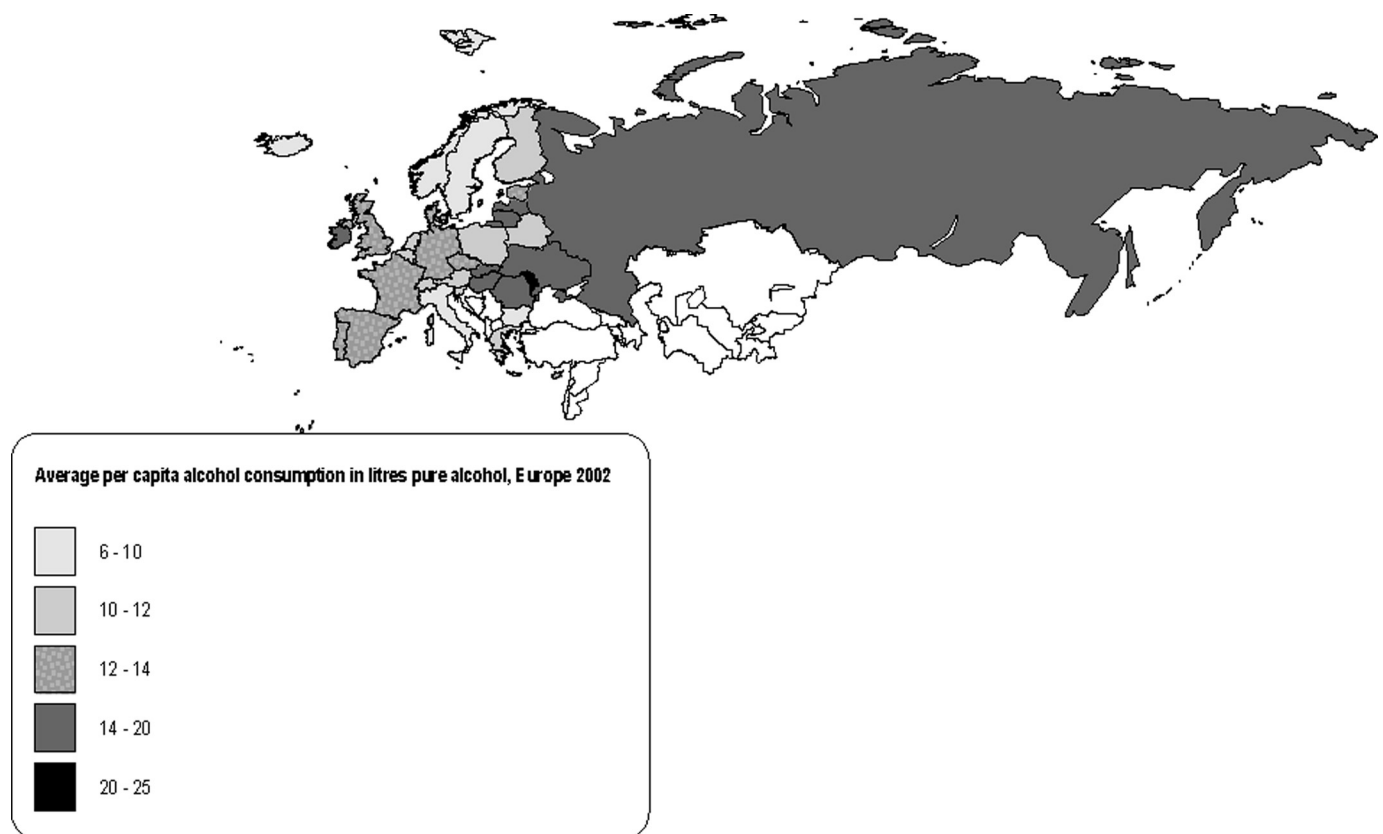 Average per capita alcohol consumption in litres pure alcohol, Europe 2002
6 - 10
10 - 12
12 - 14
14 - 20
20 - 25